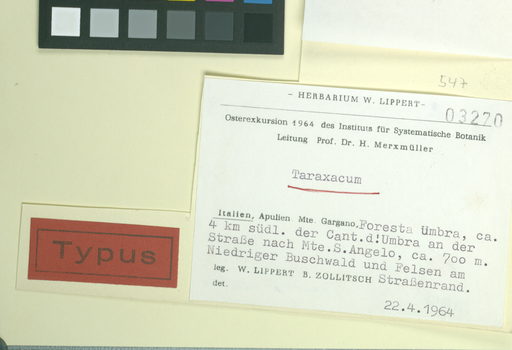 547
- HERBARIUM W. LIPPERT-
03270
Osterexkursion 1964 des Instituts für Systematische Botanik
Leitung Prof. Dr. H. Merxmüller
Taraxacum
Italien, Apulien Mte. Gargano, Foresta Umbra, ca.
4 km südl. der Cant.d!Umbra an der
Straße nach Mte.S.Angelo, ca. 700 m.
Niedriger Buschwald und Felsen am
Straßenrand.
leg. W. LIPPERT B. ZOLLITSCH
det.
22.4.1964
Typus